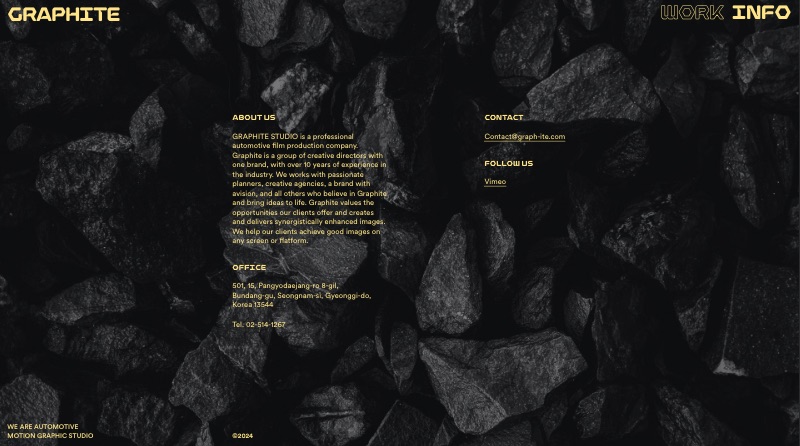 GRAPHITE
WORK INFO
ABOUT US
GRAPHITE STUDIO is a professional
automotive film production company.
Graphite is a group of creative directors with
one brand, with over 10 years of experience in
the industry. We works with passionate
planners, creative agencies, a brand with
avision, and all others who believe in Graphite
and bring ideas to life. Graphite values the
opportunities our clients offer and creates
and delivers synergistically enhanced images.
We help our clients achieve good images on
any screen or flatform.
OFFICE
501, 15, Pangyodaejang-ro 8-gil,
Bundang-gu, Seongnam-si, Gyeonggi-do,
Korea 13544
Tel. 02-514-1267
CONTACT
Contact@graph-ite.com
FOLLOW US
Vimeo
WE ARE AUTOMOTIVE
MOTION GRAPHIC STUDIO
©2024